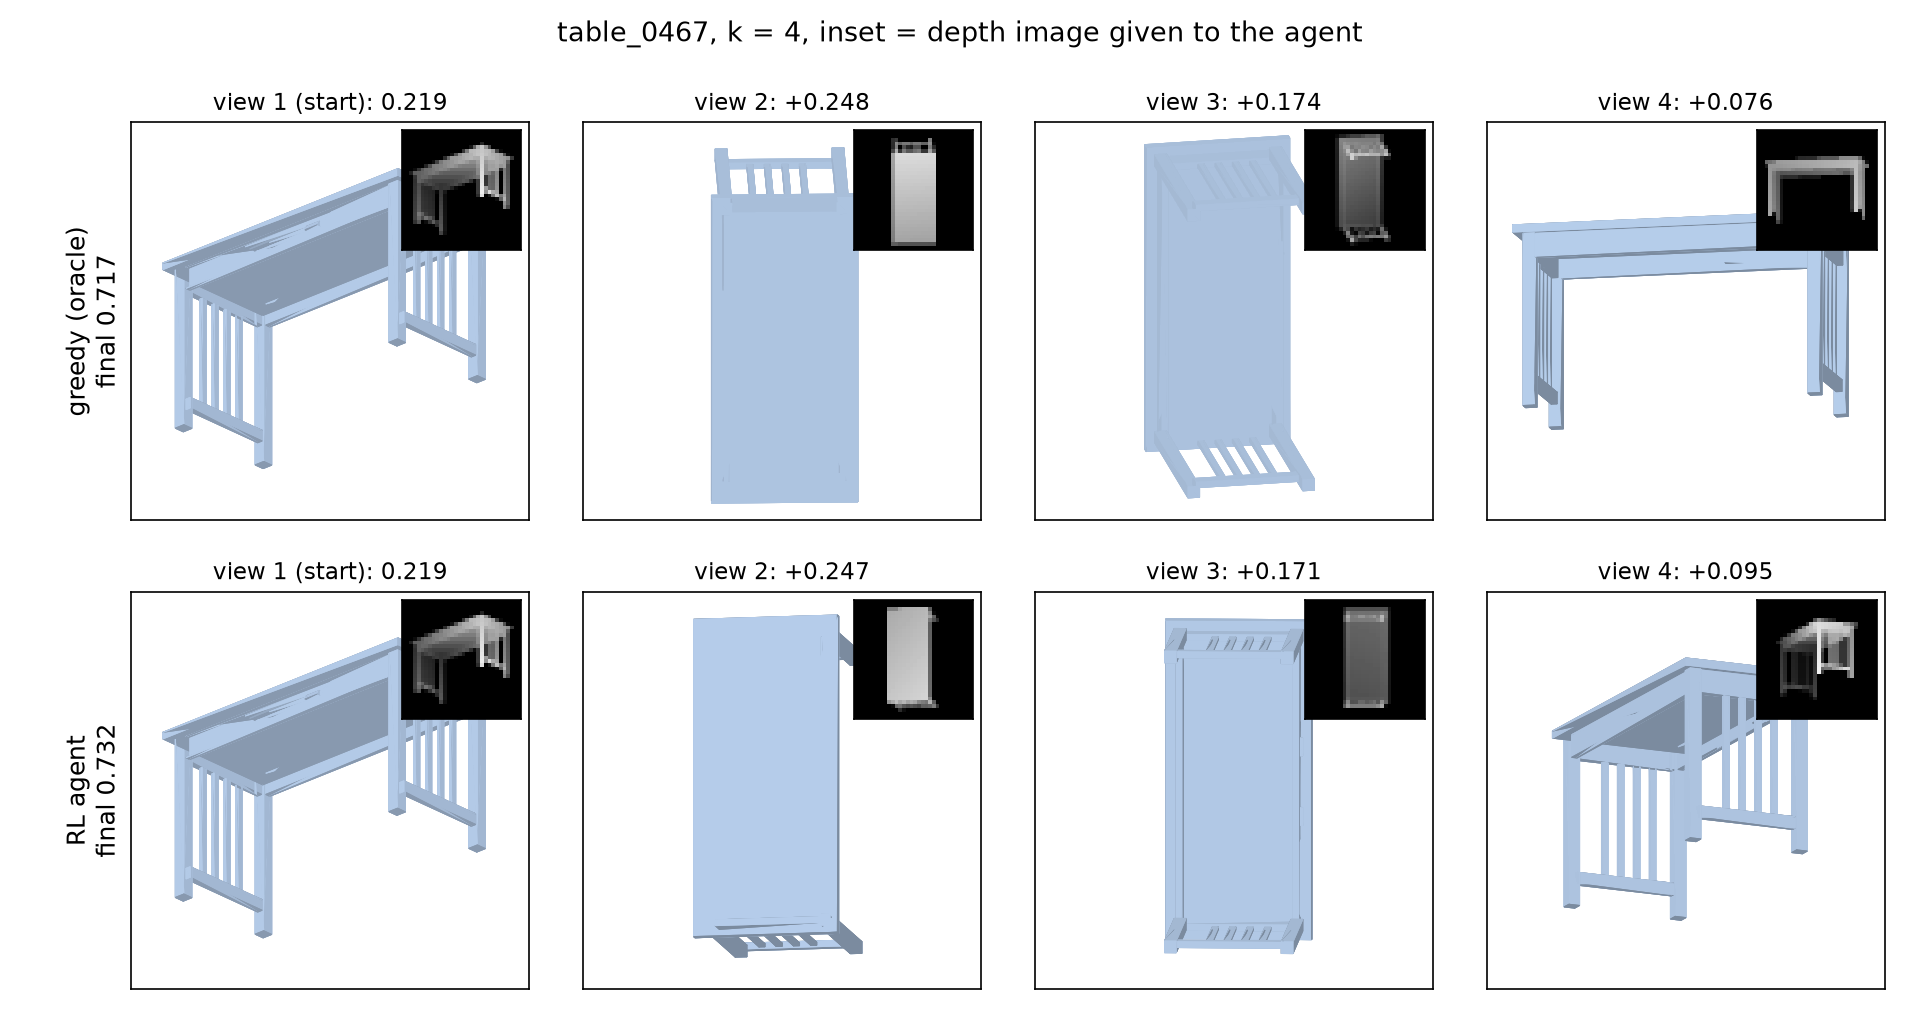 table_0467, k = 4, inset = depth image given to the agent
greedy (oracle)
final 0.717
view 1 (start): 0.219
view 2: +0.248
view 3: +0.174
view 4: +0.076
RL agent
final 0.732
view 1 (start): 0.219
view 2: +0.247
view 3: +0.171
view 4: +0.095